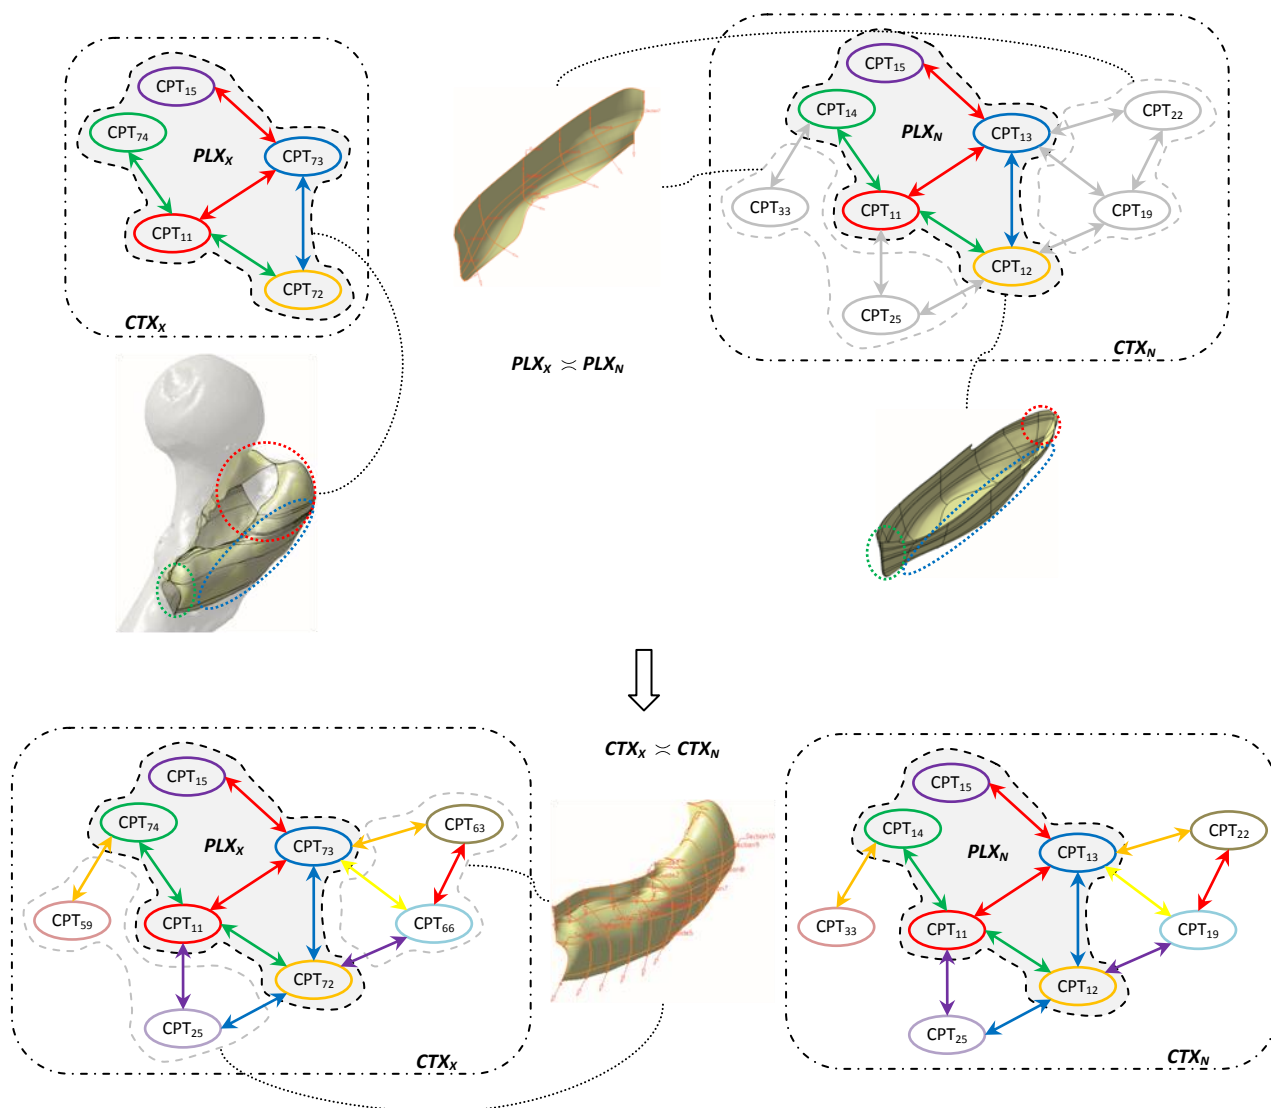 CPT15
CPT74
PLXX
CPT73
CPT11
CPT72
CTXX
CPT15
CPT14
PLXN
CPT13
CPT22
CPT33
CPT11
CPT19
CPT12
CPT25
CTXN
PLXX ≍ PLXN
CTXX ≍ CTXN
CPT15
CPT74
PLXX
CPT73
CPT63
CPT59
CPT11
CPT66
CPT72
CPT25
CTXX
Section10
CPT15
CPT14
PLXN
CPT13
CPT22
CPT33
CPT11
CPT19
CPT12
CPT25
CTXN